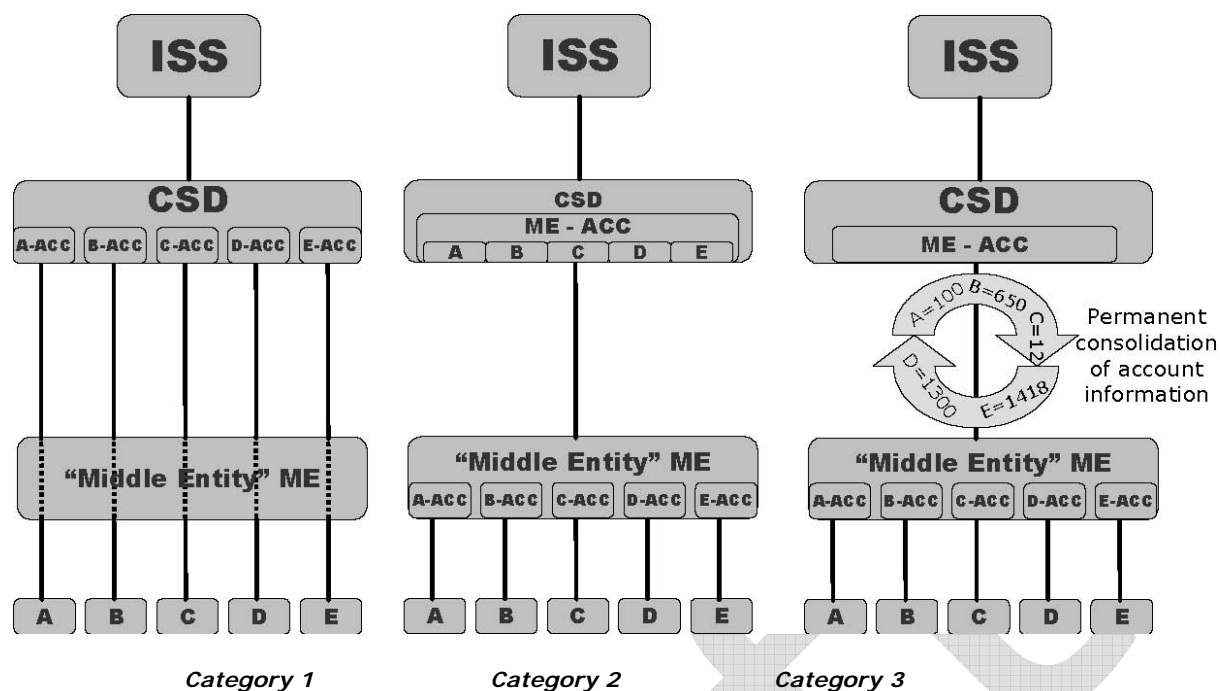 ISS
ISS
ISS
CSD
A-ACC B-ACC C-ACC D-ACC E-ACC
CSD
ME - ACC
A B C D E
CSD
ME - ACC
A=100 B=650 C=12
D=1300 E=1418
Permanent
consolidation
of account
information
“Middle Entity” ME
“Middle Entity” ME
A-ACC B-ACC C-ACC D-ACC E-ACC
“Middle Entity” ME
A-ACC B-ACC C-ACC D-ACC E-ACC
A B C D E
A B C D E
A B C D E
Category 1
Category 2
Category 3